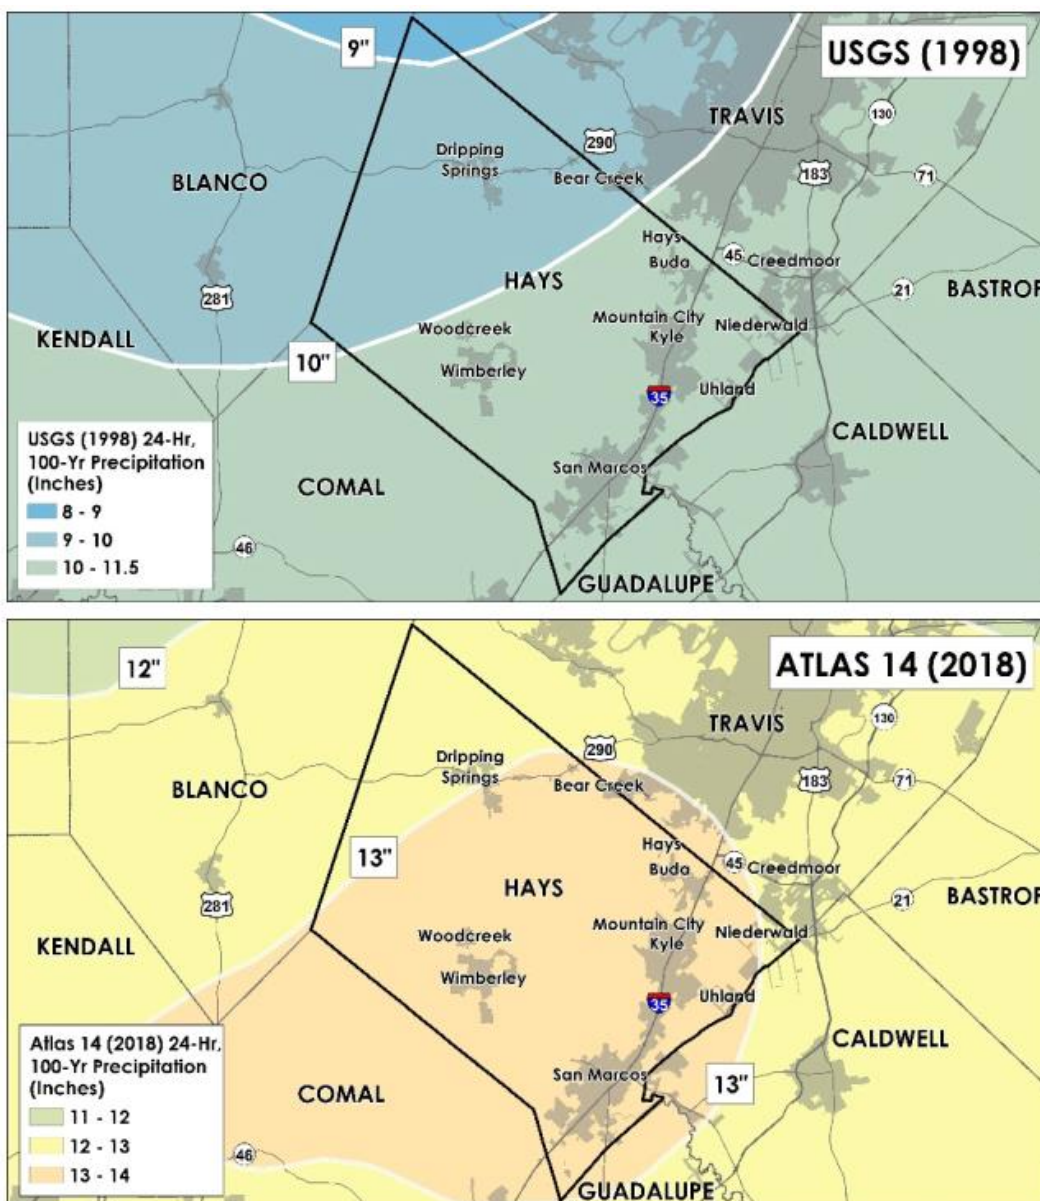 9"
USGS (1998)
TRAVIS
130
290
Dripping
Springs
BLANCO
Bear Creek
183
71
Hays
Buda
45
Creedmoor
HAYS
281
21
BASTROP
KENDALL
Woodcreek
Mountain City
Kyle
Niederwald
10"
Wimberley
35
Uhland
USGS (1998) 24-Hr,
100-Yr Precipitation
(Inches)
8 - 9
9 - 10
10 - 11.5
CALDWELL
San Marcos
COMAL
46
GUADALUPE
12"
ATLAS 14 (2018)
TRAVIS
130
290
Dripping
Springs
BLANCO
Bear Creek
183
71
13"
Hays
Buda
45
Creedmoor
HAYS
281
21
BASTROP
KENDALL
Woodcreek
Mountain City
Kyle
Niederwald
Wimberley
35
Uhland
Atlas 14 (2018) 24-Hr,
100-Yr Precipitation
(Inches)
11 - 12
12 - 13
13 - 14
CALDWELL
San Marcos
13"
COMAL
46
GUADALUPE